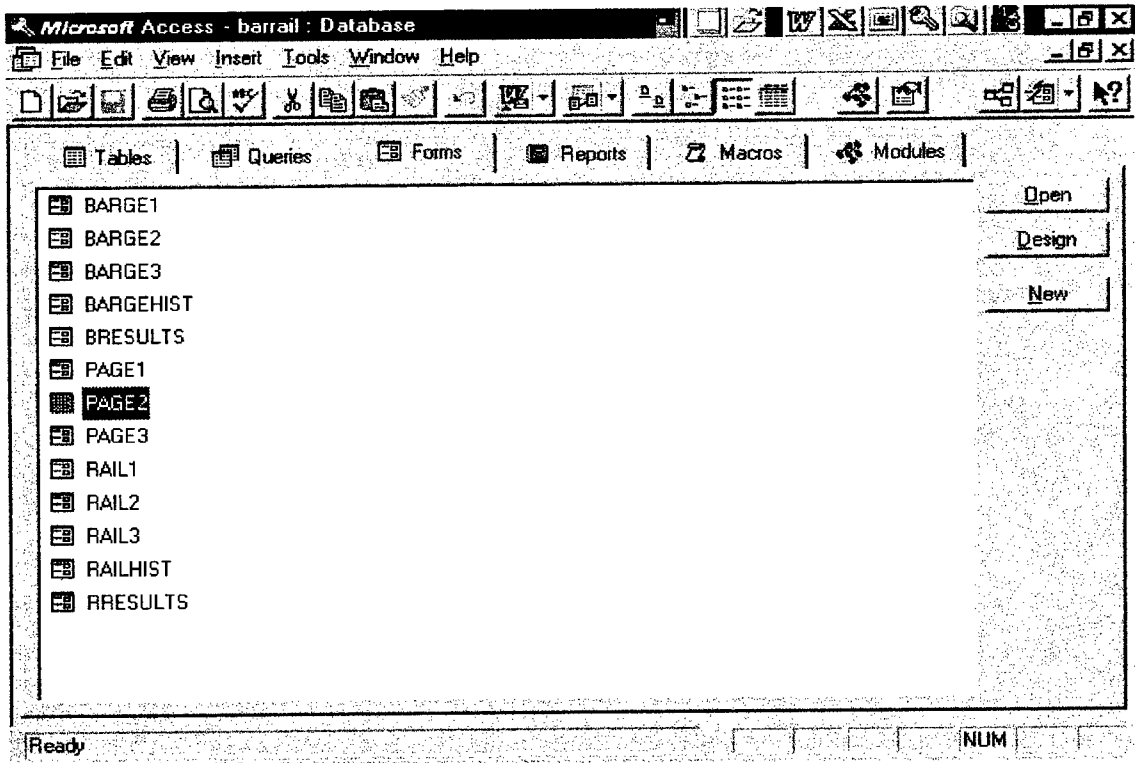 Microsoft Access - barrail : Database
File Edit View Insert Tools Window Help
Tables Queries Forms Reports Macros Modules
BARGE1
BARGE2
BARGE3
BARGEHIST
BRESULTS
PAGE1
PAGE2
PAGE3
RAIL1
RAIL2
RAIL3
RAILHIST
RRESULTS
Open
Design
New
Ready NUM